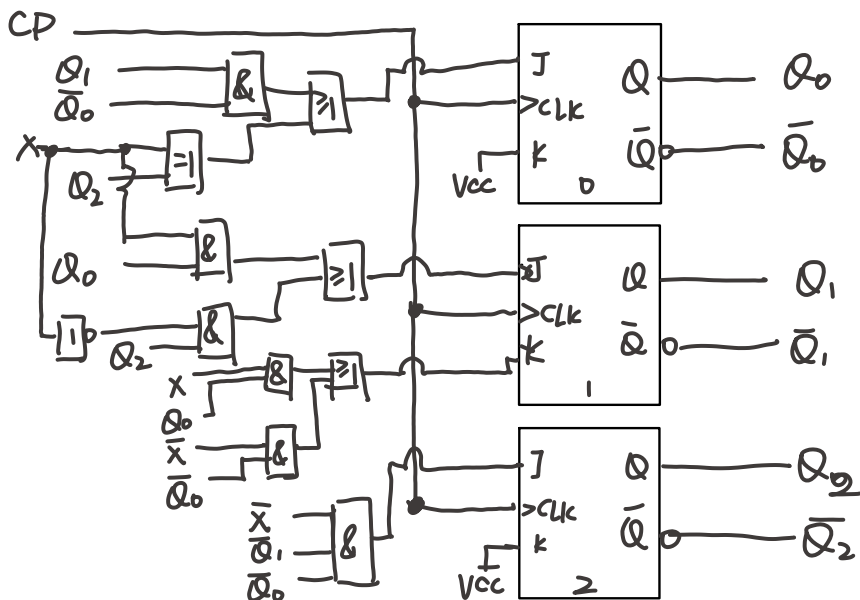 CP
Q₁
Q̅₀
&
≥1
J
>CLK
K
Vcc
Q
Q̅
0
Q₀
Q̅₀
X
Q₂
≥1
&
Q₀
≥1
J
>CLK
K
Q
Q̅
1
Q₁
Q̅₁
1
Q₂
&
X
Q₀
&
≥1
X̅
Q̅₀
&
J
>CLK
K
Vcc
Q
Q̅
2
Q₂
Q̅₂
X̅
Q̅₁
Q̅₀
&